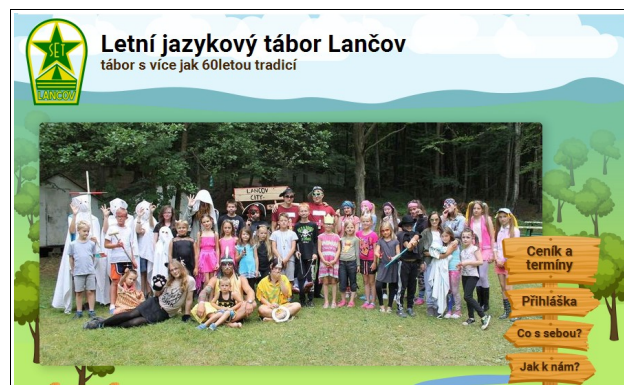 SET
LANČOV
Letní jazykový tábor Lančov
tábor s více jak 60letou tradicí
LANČOV
CITY
Ceník a
termíny
Přihláška
Co s sebou?
Jak k nám?